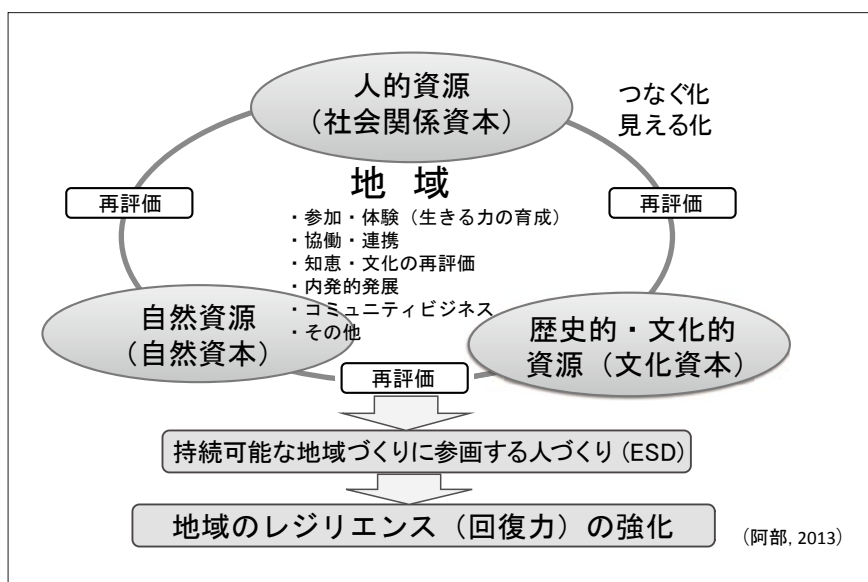 人的資源
（社会関係資本）
つなぐ化
見える化
再評価
再評価
地 域
・参加・体験（生きる力の育成）
・協働・連携
・知恵・文化の再評価
・内発的発展
・コミュニティビジネス
・その他
自然資源
（自然資本）
歴史的・文化的
資源（文化資本）
再評価
持続可能な地域づくりに参画する人づくり(ESD)
地域のレジリエンス（回復力）の強化
（阿部, 2013）